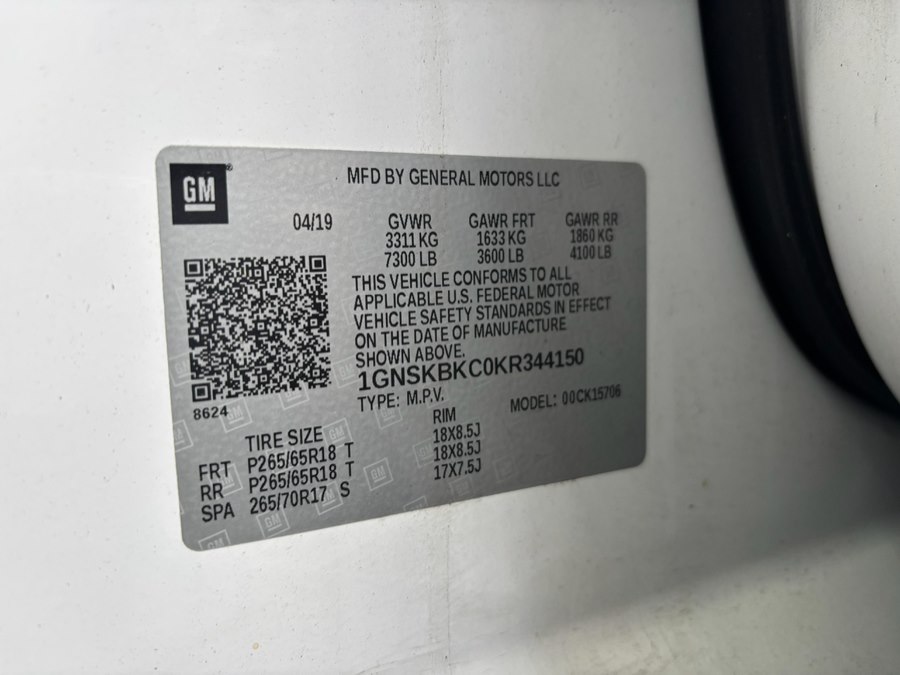 GM
MFD BY GENERAL MOTORS LLC
04/19 GVWR GAWR FRT GAWR RR
3311 KG 1633 KG 1860 KG
7300 LB 3600 LB 4100 LB
THIS VEHICLE CONFORMS TO ALL
APPLICABLE U.S. FEDERAL MOTOR
VEHICLE SAFETY STANDARDS IN EFFECT
ON THE DATE OF MANUFACTURE
SHOWN ABOVE.
1GNSKBKC0KR344150
8624
TYPE: M.P.V. MODEL: 00CK15706
TIRE SIZE RIM
FRT P265/65R18 T 18X8.5J
RR P265/65R18 T 18X8.5J
SPA 265/70R17 S 17X7.5J